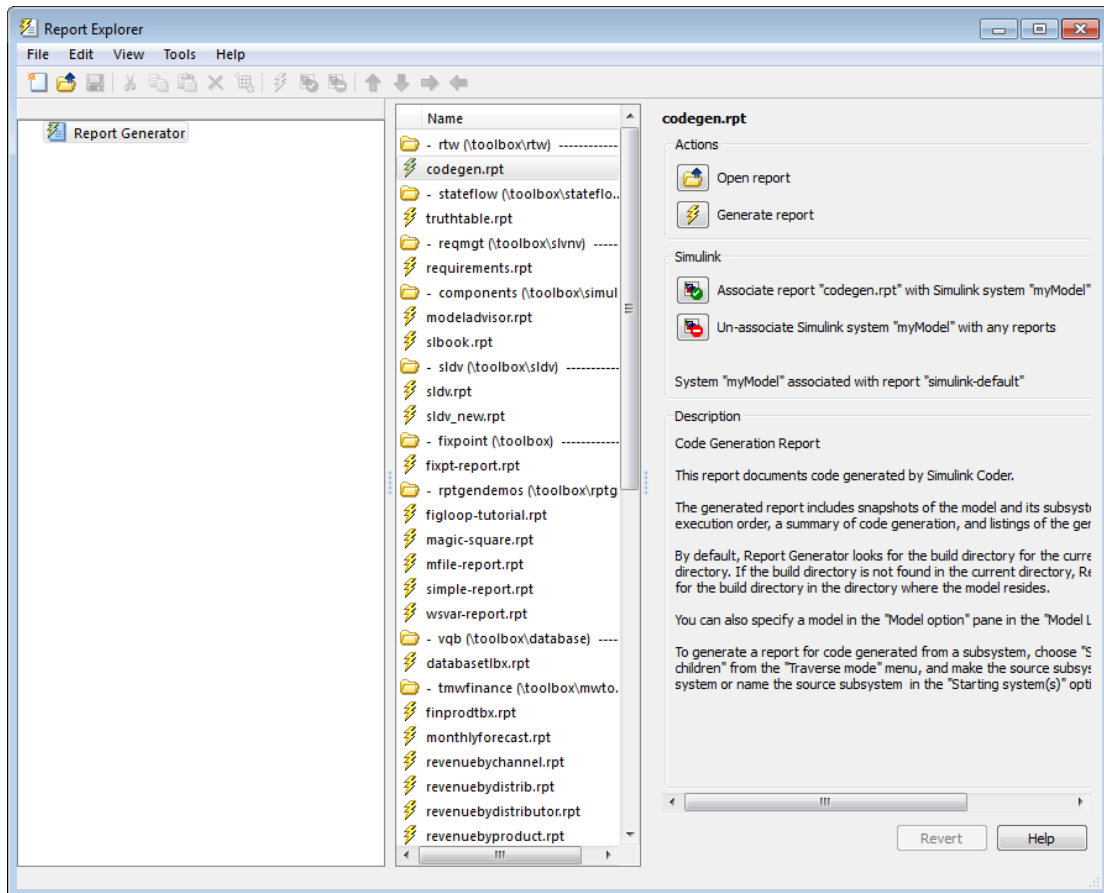 Report Explorer
File Edit View Tools Help
Report Generator
Name
- rtw (\toolbox\rtw) ------------
codegen.rpt
- stateflow (\toolbox\stateflo..
truthtable.rpt
- reqmgt (\toolbox\slvnv) -----
requirements.rpt
- components (\toolbox\simul
modeladvisor.rpt
slbook.rpt
- sldv (\toolbox\sldv) -----------
sldv.rpt
sldv_new.rpt
- fixpoint (\toolbox) ------------
fixpt-report.rpt
- rptgendemos (\toolbox\rptg
figloop-tutorial.rpt
magic-square.rpt
mfile-report.rpt
simple-report.rpt
wsvar-report.rpt
- vqb (\toolbox\database) ----
databasetlbx.rpt
- tmwfinance (\toolbox\mwto.
finprodtbx.rpt
monthlyforecast.rpt
revenuebychannel.rpt
revenuebydistrib.rpt
revenuebydistributor.rpt
revenuebyproduct.rpt
codegen.rpt
Actions
Open report
Generate report
Simulink
Associate report "codegen.rpt" with Simulink system "myModel"
Un-associate Simulink system "myModel" with any reports
System "myModel" associated with report "simulink-default"
Description
Code Generation Report
This report documents code generated by Simulink Coder.
The generated report includes snapshots of the model and its subsyst
execution order, a summary of code generation, and listings of the ger
By default, Report Generator looks for the build directory for the curre
directory. If the build directory is not found in the current directory, Re
for the build directory in the directory where the model resides.
You can also specify a model in the "Model option" pane in the "Model L
To generate a report for code generated from a subsystem, choose "S
children" from the "Traverse mode" menu, and make the source subsys
system or name the source subsystem in the "Starting system(s)" opti
Revert Help